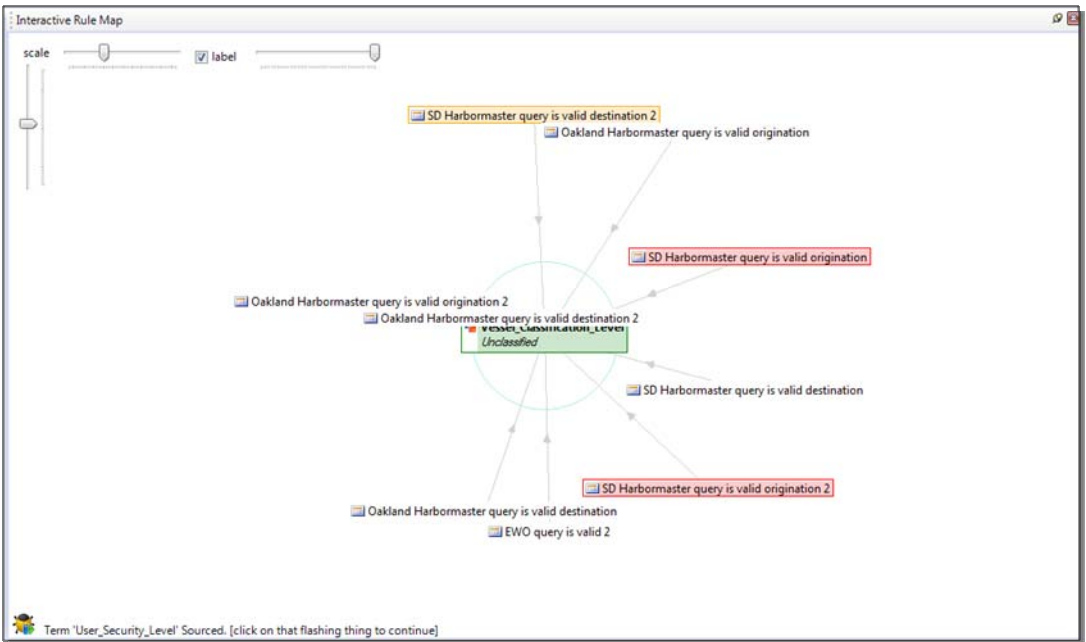 Interactive Rule Map
scale
label
SD Harbormaster query is valid destination 2
Oakland Harbormaster query is valid origination
SD Harbormaster query is valid origination
Oakland Harbormaster query is valid origination 2
Oakland Harbormaster query is valid destination 2
Vessel_Classification_Level
Unclassified
SD Harbormaster query is valid destination
SD Harbormaster query is valid origination 2
Oakland Harbormaster query is valid destination
EWO query is valid 2
Term 'User_Security_Level' Sourced. [click on that flashing thing to continue]